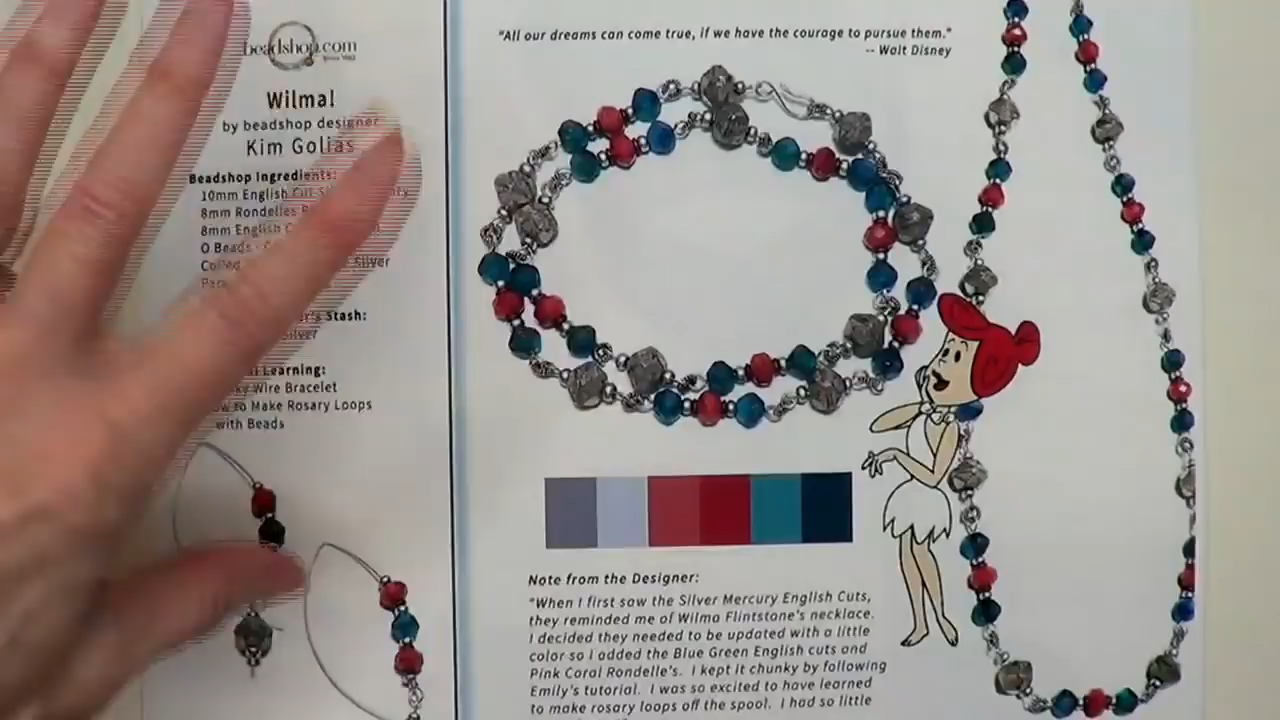 beadshop.com
Wilma!
by beadshop designer
Kim Golias
Beadshop Ingredients:
10mm English Cut
8mm Rondelles
8mm English
O Beads
Silver
Stash:
Learning:
Wire Bracelet
to Make Rosary Loops
with Beads
"All our dreams can come true, if we have the courage to pursue them."
-- Walt Disney
Note from the Designer:
"When I first saw the Silver Mercury English Cuts,
they reminded me of Wilma Flintstone's necklace.
I decided they needed to be updated with a little
color so I added the Blue Green English cuts and
Pink Coral Rondelle's. I kept it chunky by following
Emily's tutorial. I was so excited to have learned
to make rosary loops off the spool. I had so little